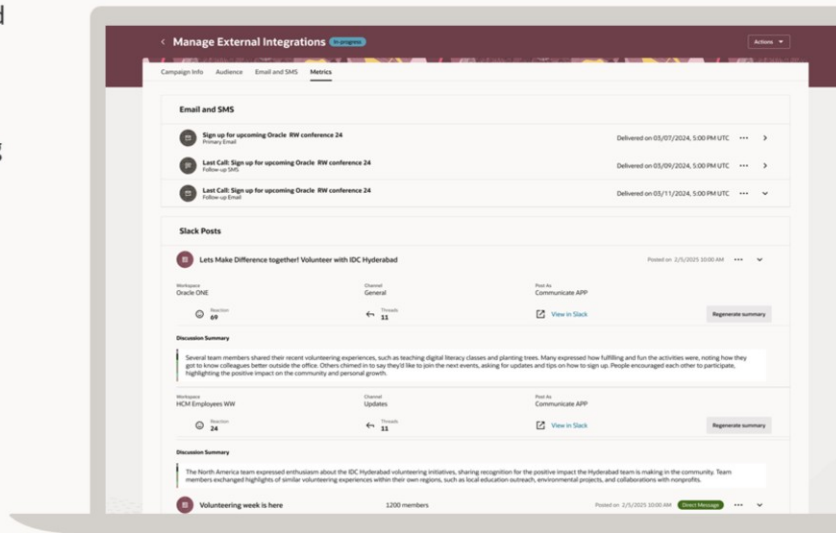 d
g
Manage External Integrations In-progress
Actions
Campaign Info Audience Email and SMS Metrics
Email and SMS
Sign up for upcoming Oracle RW conference 24
Primary Email
Delivered on 03/07/2024, 5:00 PM UTC
Last Call: Sign up for upcoming Oracle RW conference 24
Follow-up SMS
Delivered on 03/09/2024, 5:00 PM UTC
Last Call: Sign up for upcoming Oracle RW conference 24
Follow-up Email
Delivered on 03/11/2024, 5:00 PM UTC
Slack Posts
Lets Make Difference together! Volunteer with IDC Hyderabad
Posted on 2/5/2025 10:00 AM
Workspace Channel Post As
Oracle ONE General Communicate APP
Reaction Threads
69 11 View in Slack Regenerate summary
Discussion Summary
Several team members shared their recent volunteering experiences, such as teaching digital literacy classes and planting trees. Many expressed how fulfilling and fun the activities were, noting how they
got to know colleagues better outside the office. Others chimed in to say they'd like to join the next events, asking for updates and tips on how to sign up. People encouraged each other to participate,
highlighting the positive impact on the community and personal growth.
Workspace Channel Post As
HCM Employees WW Updates Communicate APP
Reaction Threads
24 11 View in Slack Regenerate summary
Discussion Summary
The North America team expressed enthusiasm about the IDC Hyderabad volunteering initiatives, sharing recognition for the positive impact the Hyderabad team is making in the community. Team
members exchanged highlights of similar volunteering experiences within their own regions, such as local education outreach, environmental projects, and collaborations with nonprofits.
Volunteering week is here 1200 members Posted on 2/5/2025 10:00 AM Direct Message